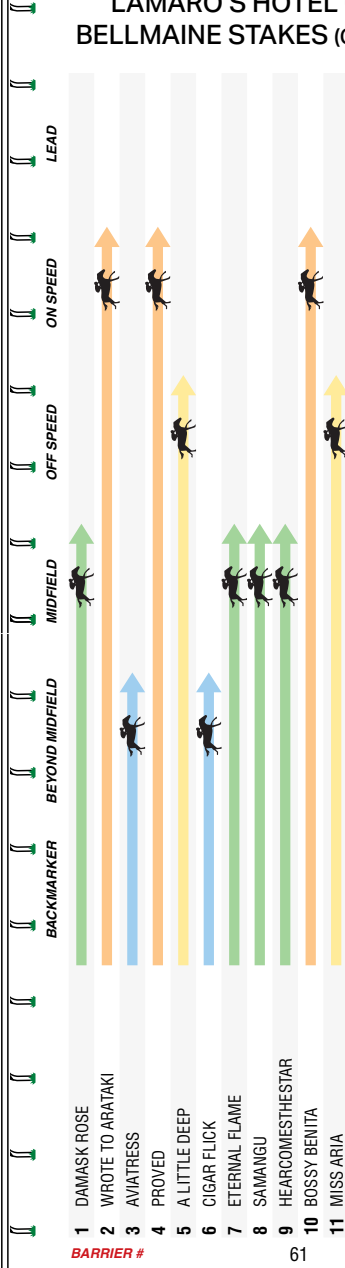 LAMARO'S HOTEL
BELLMAINE STAKES
LEAD
ON SPEED
OFF SPEED
MIDFIELD
BEYOND MIDFIELD
BACKMARKER
1 DAMASK ROSE
2 WROTE TO ARATAKI
3 AVIATRESS
4 PROVED
5 A LITTLE DEEP
6 CIGAR FLICK
7 ETERNAL FLAME
8 SAMANGU
9 HEARCOMESTHESTAR
10 BOSSY BENITA
11 MISS ARIA
BARRIER #
61